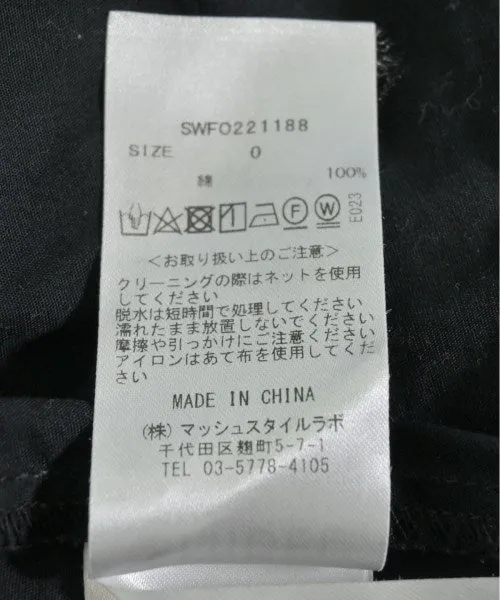 SWFO221188
SIZE 0
綿 100%
F W E023
＜お取り扱い上のご注意＞
クリーニングの際はネットを使用
してください
脱水は短時間で処理してください
濡れたまま放置しないでください
摩擦や引っかけにご注意ください
アイロンはあて布を使用してくだ
さい
MADE IN CHINA
(株) マッシュスタイルラボ
千代田区麹町5-7-1
TEL 03-5778-4105